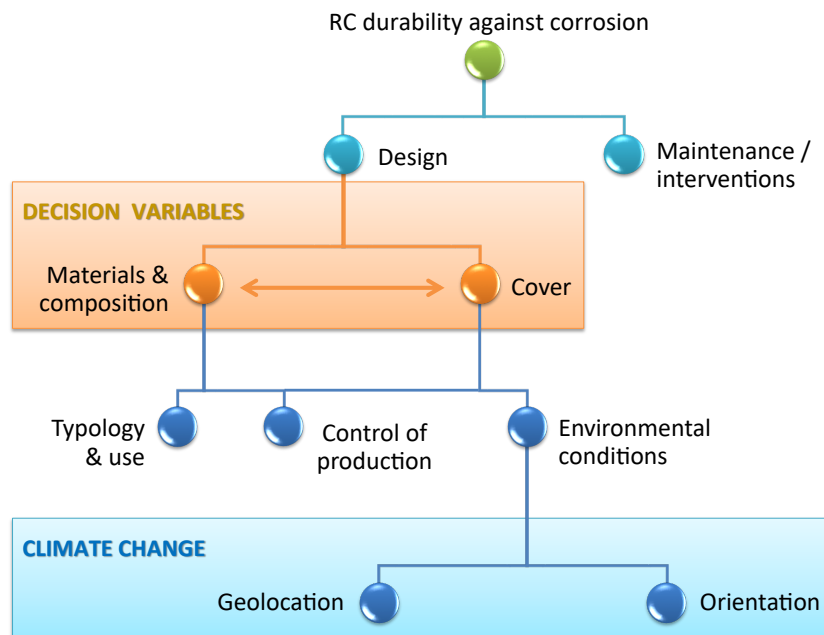 RC durability against corrosion
Design
Maintenance /
interventions
DECISION VARIABLES
Materials &
composition
Cover
Typology
& use
Control of
production
Environmental
conditions
CLIMATE CHANGE
Geolocation
Orientation